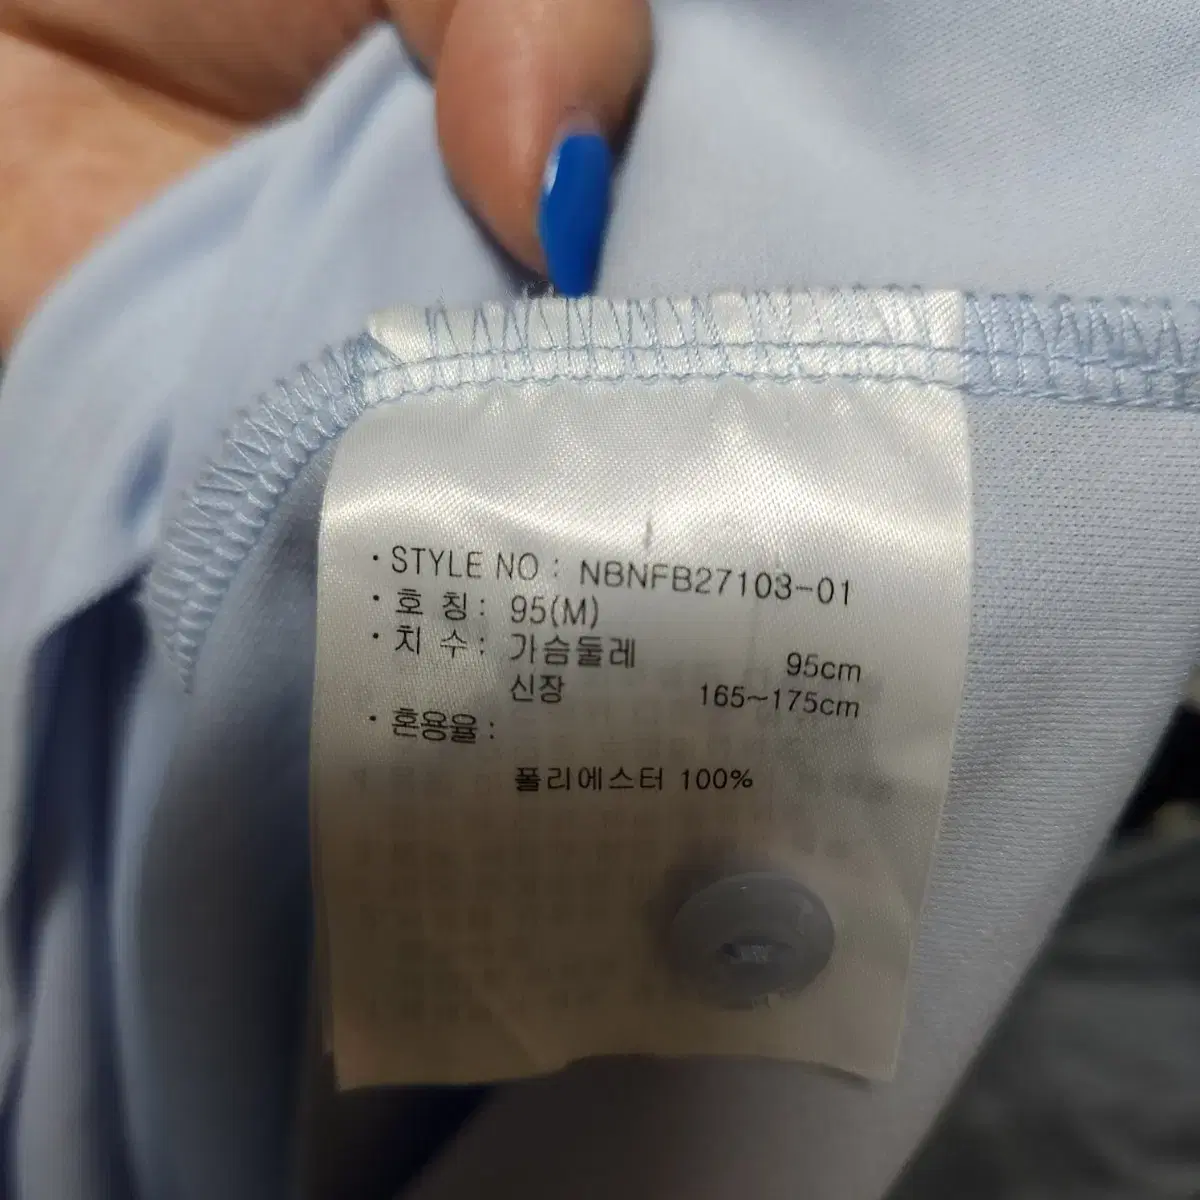 · STYLE NO : NBNFB27103-01
· 호 칭 : 95(M)
· 치 수 : 가슴둘레 95cm
신장 165~175cm
· 혼용율 :
폴리에스터 100%